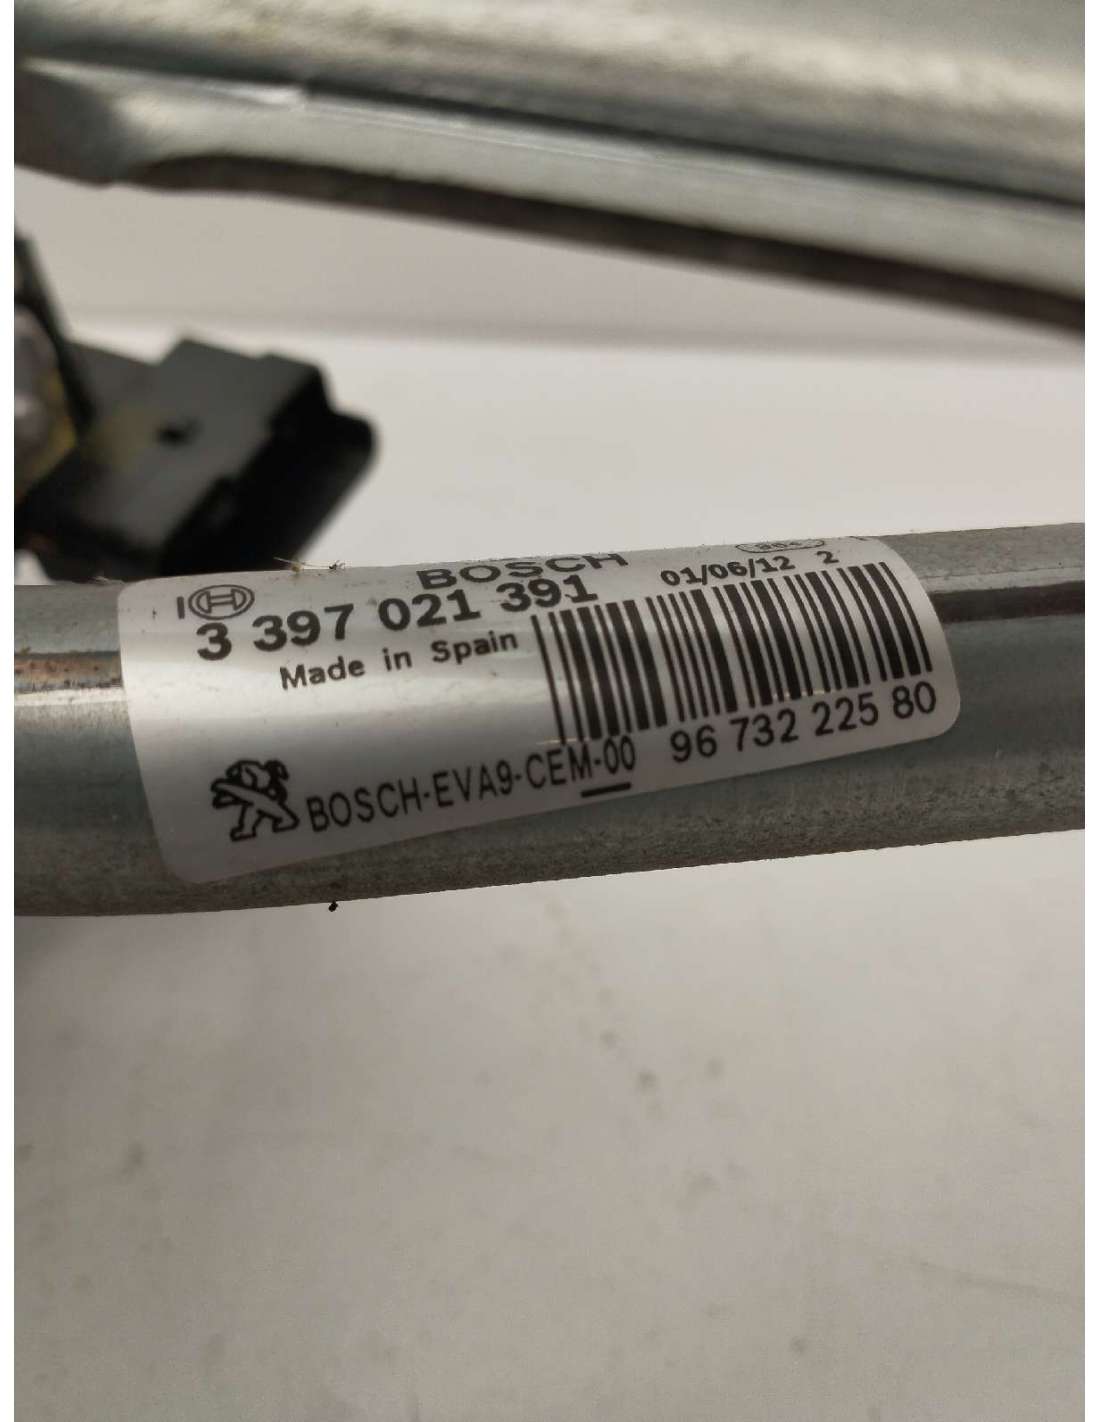 BOSCH
3 397 021 391
01/06/12 2
Made in Spain
BOSCH-EVA9-CEM-00
96 732 225 80